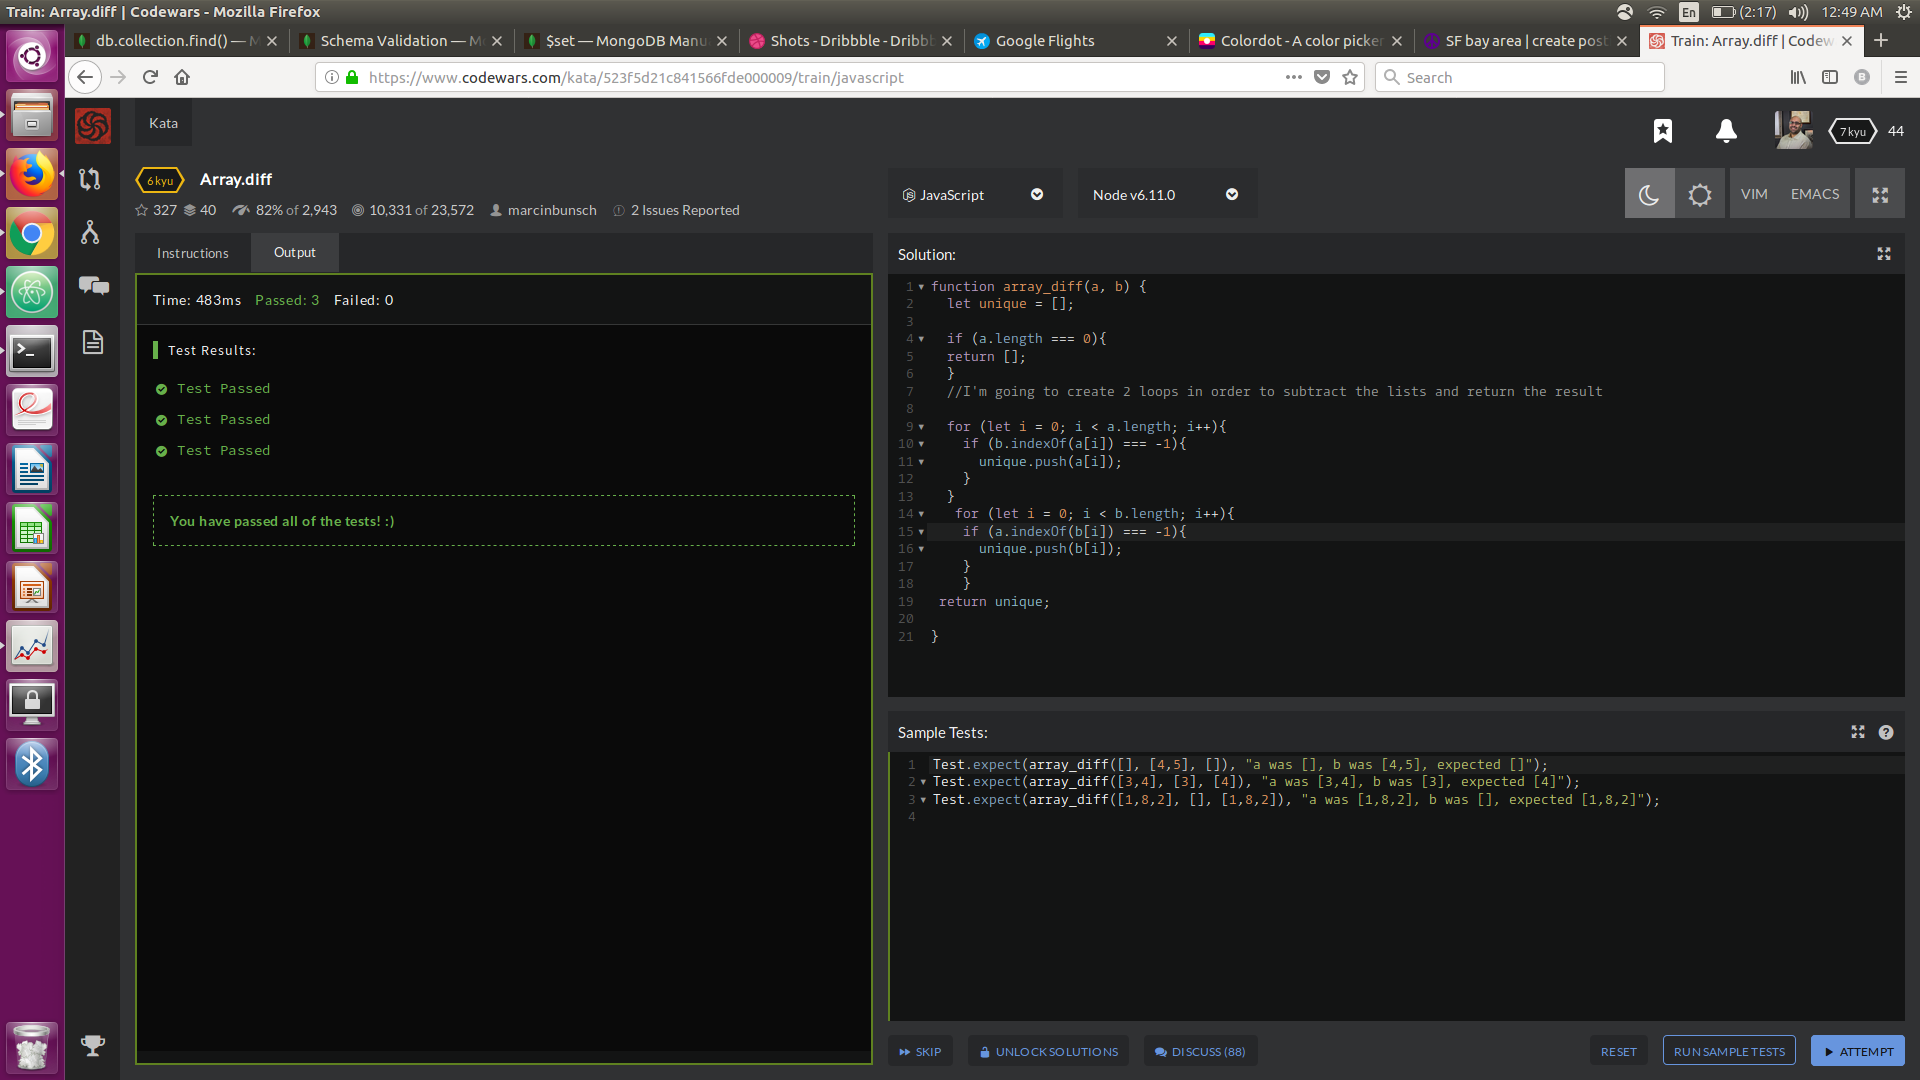 Train: Array.diff | Codewars - Mozilla Firefox
En (2:17) 12:49 AM
db.collection.find() — M
Schema Validation — Mo
$set — MongoDB Manu
Shots - Dribbble - Dribbb
Google Flights
Colordot - A color picker
SF bay area | create post
Train: Array.diff | Codew
https://www.codewars.com/kata/523f5d21c841566fde000009/train/javascript
Search
B
Kata
7 kyu 44
6 kyu Array.diff
327 40 82% of 2,943 10,331 of 23,572 marcinbunsch 2 Issues Reported
JavaScript
Node v6.11.0
VIM
EMACS
Instructions
Output
Time: 483ms Passed: 3 Failed: 0
Test Results:
Test Passed
Test Passed
Test Passed
You have passed all of the tests! :)
Solution:
1 function array_diff(a, b) {
2 let unique = [];
3
4 if (a.length === 0){
5 return [];
6 }
7 //I'm going to create 2 loops in order to subtract the lists and return the result
8
9 for (let i = 0; i < a.length; i++){
10 if (b.indexOf(a[i]) === -1){
11 unique.push(a[i]);
12 }
13 }
14 for (let i = 0; i < b.length; i++){
15 if (a.indexOf(b[i]) === -1){
16 unique.push(b[i]);
17 }
18 }
19 return unique;
20
21 }
Sample Tests:
1 Test.expect(array_diff([], [4,5], []), "a was [], b was [4,5], expected []");
2 Test.expect(array_diff([3,4], [3], [4]), "a was [3,4], b was [3], expected [4]");
3 Test.expect(array_diff([1,8,2], [], [1,8,2]), "a was [1,8,2], b was [], expected [1,8,2]");
4
SKIP
UNLOCK SOLUTIONS
DISCUSS (88)
RESET
RUN SAMPLE TESTS
ATTEMPT